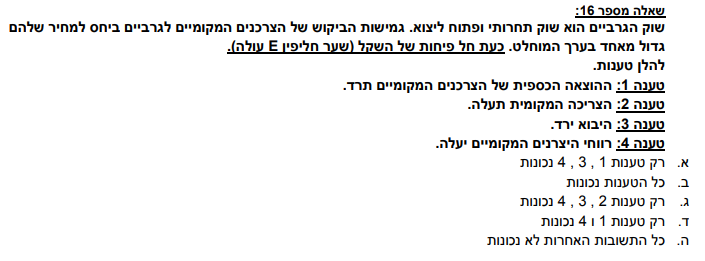 שאלה מספר 16:
שוק הגרביים הוא שוק תחרותי ופתוח ליצוא. גמישות הביקוש של הצרכנים המקומיים לגרביים ביחס למחיר שלהם
גדול מאחד בערך המוחלט. כעת חל פיחות של השקל (שער חליפין E עולה).
להלן טענות.
טענה 1: ההוצאה הכספית של הצרכנים המקומיים תרד.
טענה 2: הצריכה המקומית תעלה.
טענה 3: היבוא ירד.
טענה 4: רווחי היצרנים המקומיים יעלה.
א. רק טענות 1 , 3 , 4 נכונות
ב. כל הטענות נכונות
ג. רק טענות 2 , 3 , 4 נכונות
ד. רק טענות 1 ו 4 נכונות
ה. כל התשובות האחרות לא נכונות